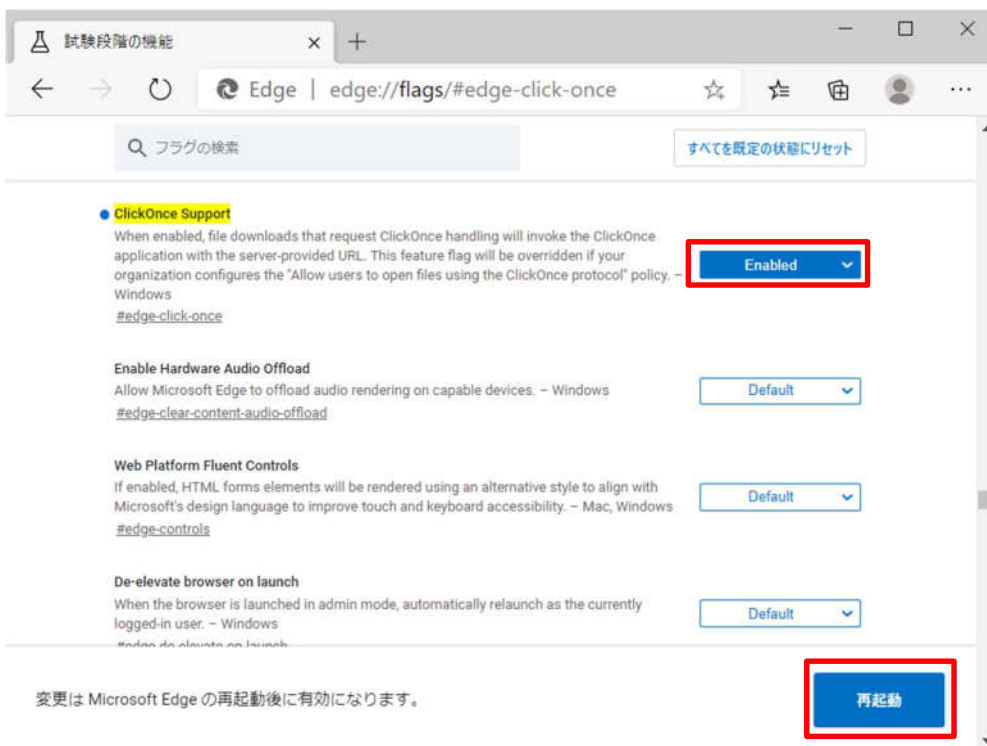 試験段階の機能
Edge | edge://flags/#edge-click-once
フラグの検索
すべてを既定の状態にリセット
ClickOnce Support
When enabled, file downloads that request ClickOnce handling will invoke the ClickOnce
application with the server-provided URL. This feature flag will be overridden if your
organization configures the "Allow users to open files using the ClickOnce protocol" policy. –
Windows
#edge-click-once
Enabled
Enable Hardware Audio Offload
Allow Microsoft Edge to offload audio rendering on capable devices. – Windows
#edge-clear-content-audio-offload
Default
Web Platform Fluent Controls
If enabled, HTML forms elements will be rendered using an alternative style to align with
Microsoft's design language to improve touch and keyboard accessibility. – Mac, Windows
#edge-controls
Default
De-elevate browser on launch
When the browser is launched in admin mode, automatically relaunch as the currently
logged-in user. – Windows
#edge-de-elevate-on-launch
Default
変更は Microsoft Edge の再起動後に有効になります。
再起動